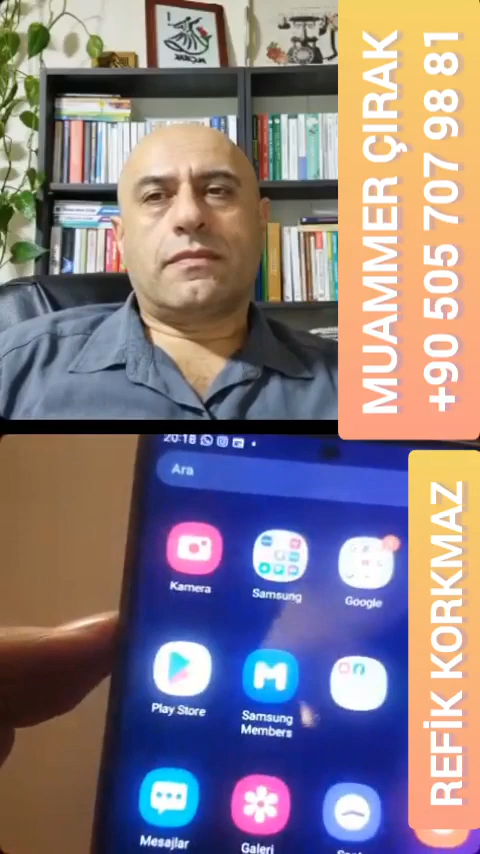 MUAMMER ÇIRAK
+90 505 707 98 81
REFİK KORKMAZ
20:18
Ara
Kamera
Samsung
Google
Play Store
Samsung
Members
Mesajlar
Galeri